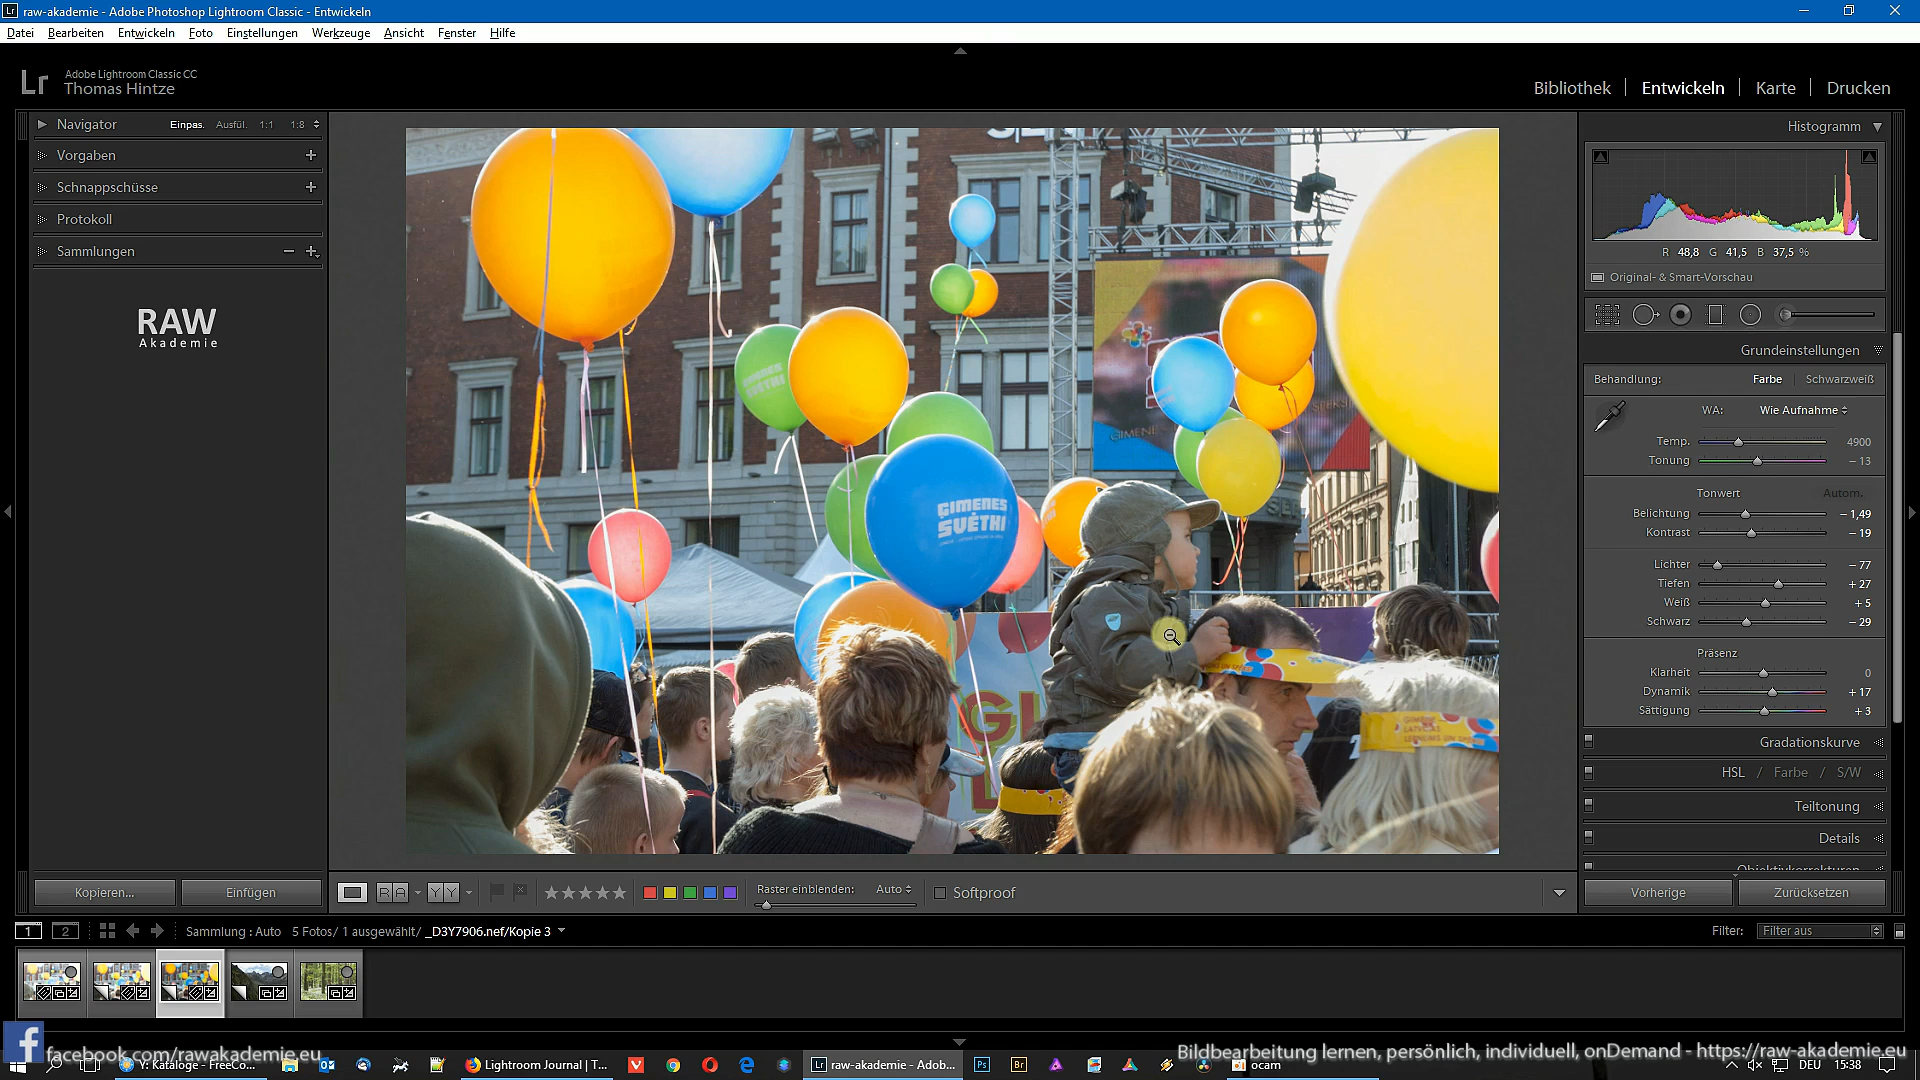 raw-akademie - Adobe Photoshop Lightroom Classic - Entwickeln
Datei Bearbeiten Entwickeln Foto Einstellungen Werkzeuge Ansicht Fenster Hilfe
Lr
Adobe Lightroom Classic CC
Thomas Hintze
Bibliothek Entwickeln Karte Drucken
Navigator Einpas. Ausfül. 1:1 1:8
Vorgaben
Schnappschüsse
Protokoll
Sammlungen
RAW
Akademie
ĢIMENES
SVĒTKI
Histogramm
R 48,8 G 41,5 B 37,5 %
Original- & Smart-Vorschau
Grundeinstellungen
Behandlung: Farbe Schwarzweiß
WA: Wie Aufnahme
Temp. 4900
Tonung - 13
Tonwert Autom.
Belichtung - 1,49
Kontrast - 19
Lichter - 77
Tiefen + 27
Weiß + 5
Schwarz - 29
Präsenz
Klarheit 0
Dynamik + 17
Sättigung + 3
Gradationskurve
HSL / Farbe / S/W
Teiltonung
Details
Objektivkorrekturen
Kopieren... Einfügen
Raster einblenden: Auto Softproof
Vorherige Zurücksetzen
1 2 Sammlung : Auto 5 Fotos/ 1 ausgewählt/ _D3Y7906.nef/Kopie 3
Filter: Filter aus
facebook.com/rawakademie.eu
Bildbearbeitung lernen, persönlich, individuell, onDemand - https://raw-akademie.eu
Y: Kataloge - FreeCo... Lightroom Journal | T... raw-akademie - Adob... ocam DEU 15:38